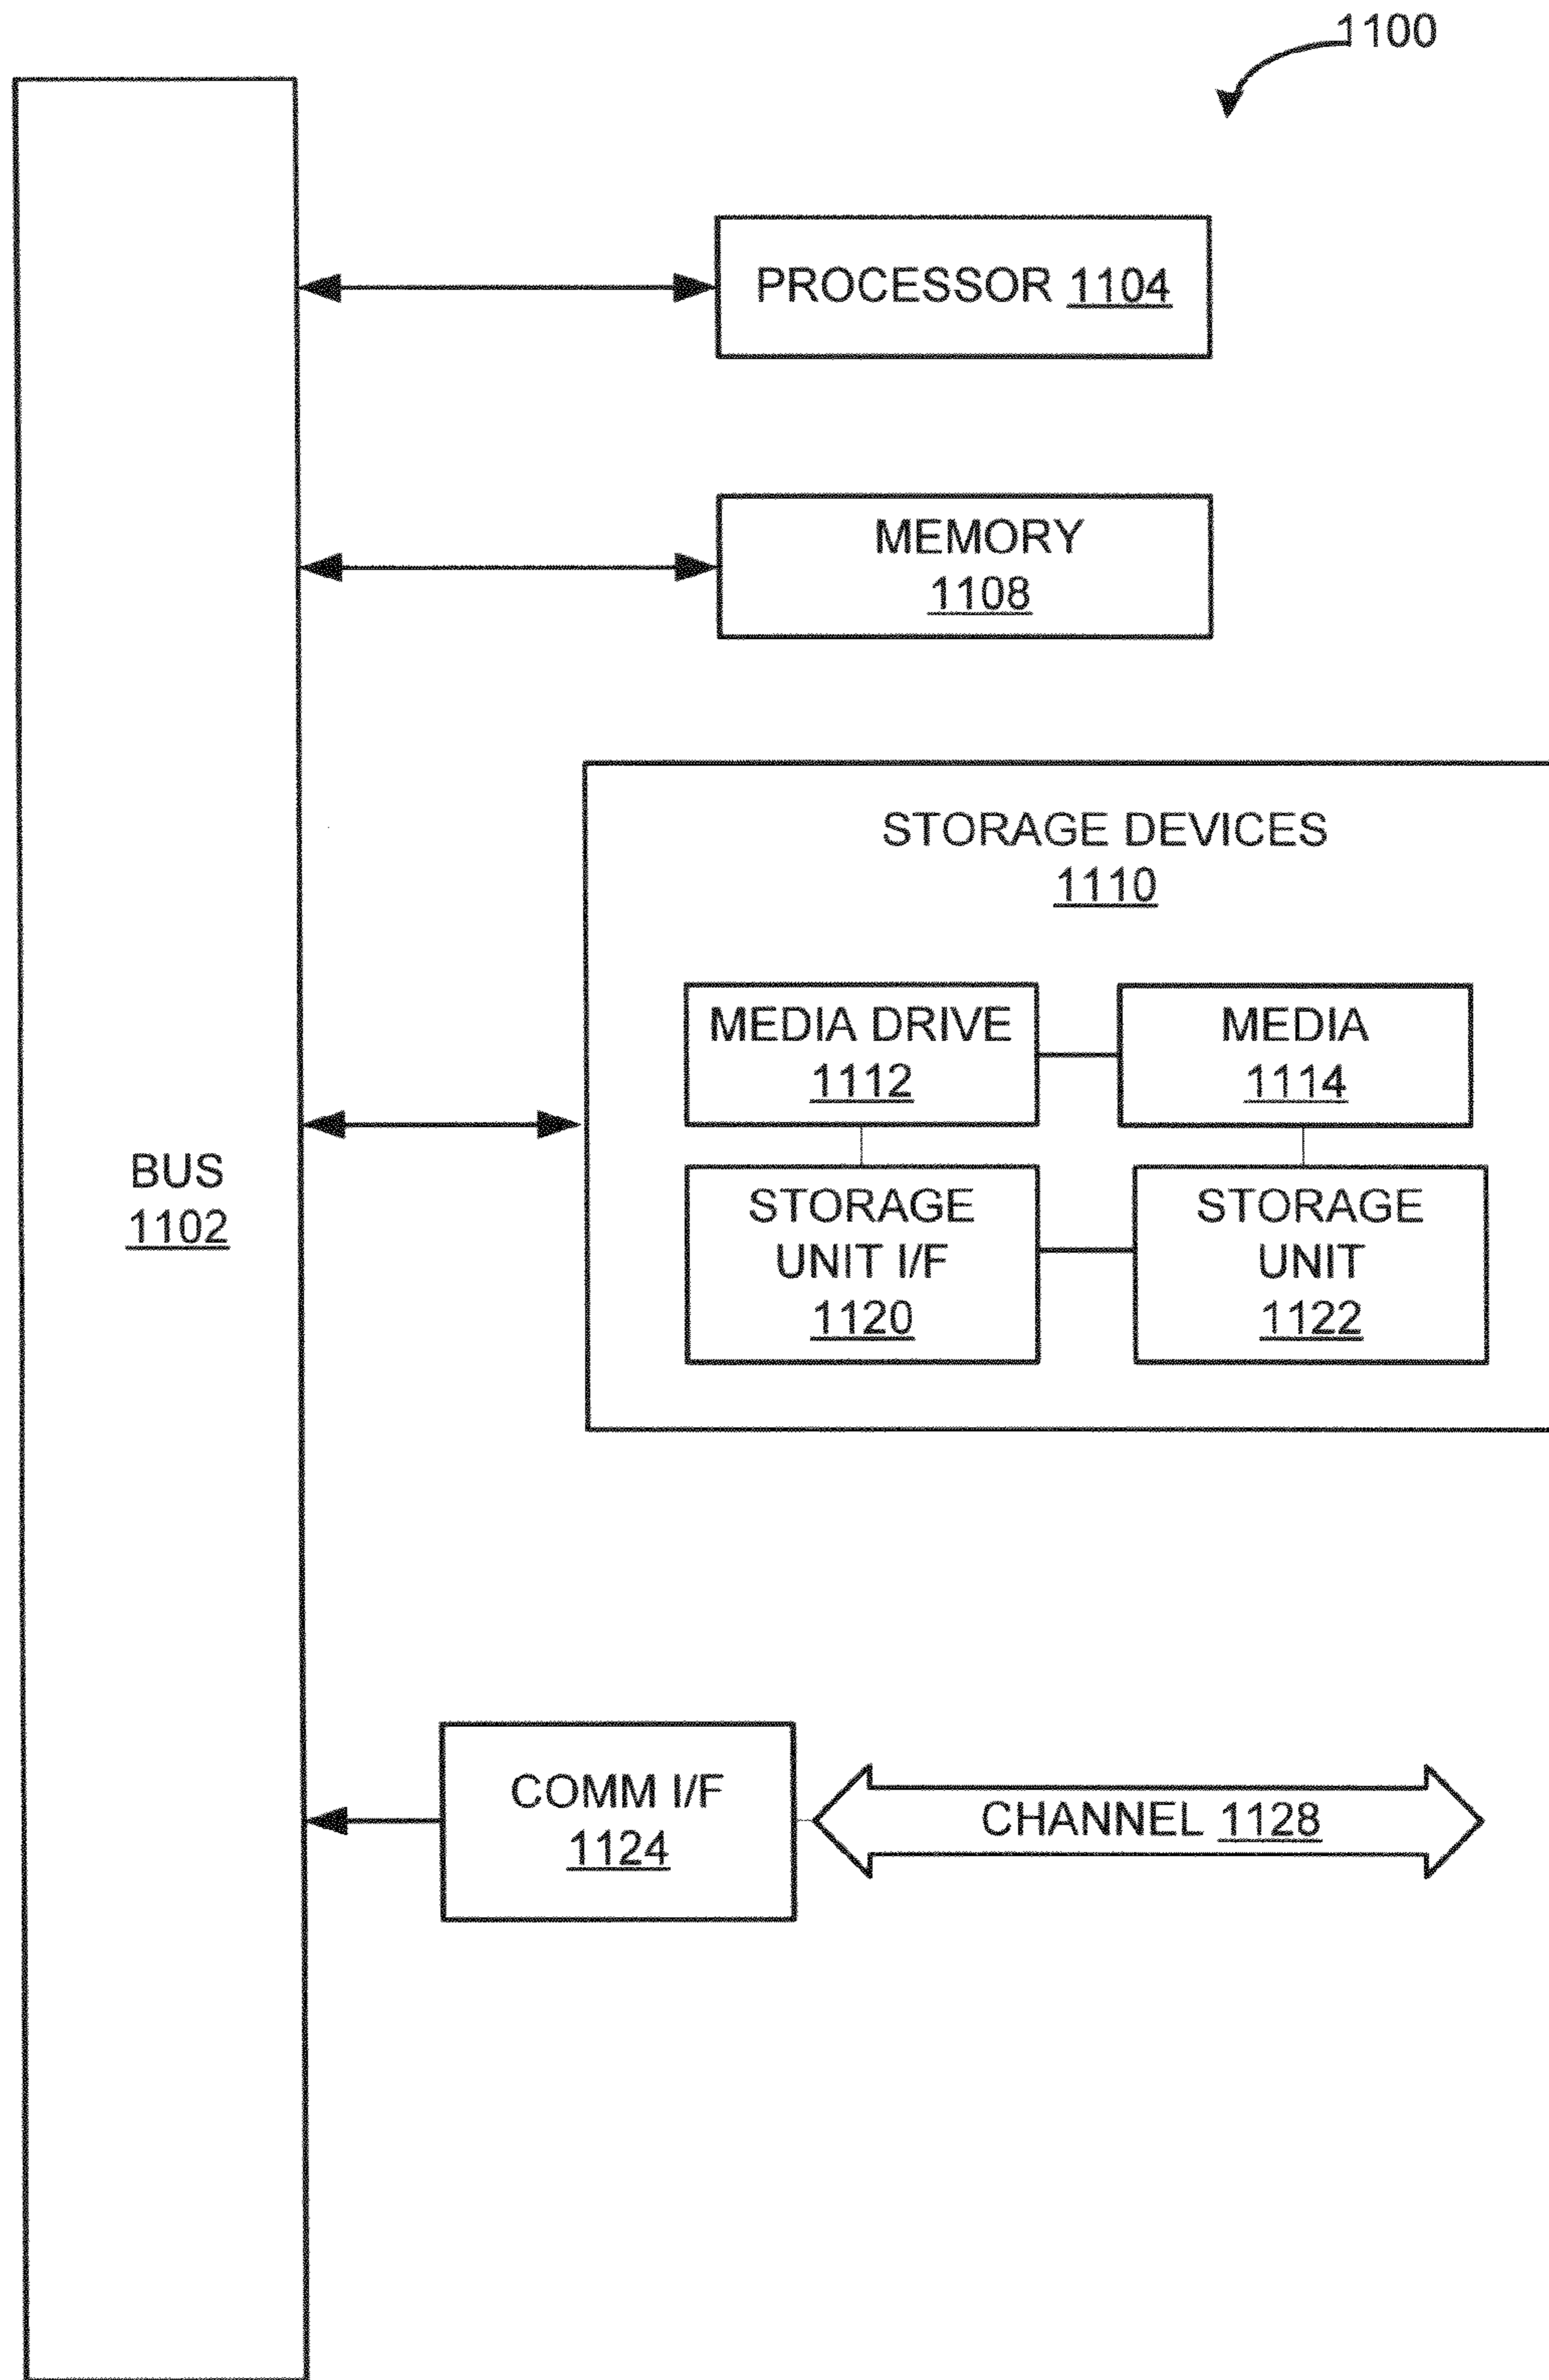 1100
PROCESSOR 1104
MEMORY
1108
STORAGE DEVICES
1110
MEDIA DRIVE
1112
MEDIA
1114
BUS
1102
STORAGE
UNIT I/F
1120
STORAGE
UNIT
1122
COMM I/F
1124
CHANNEL 1128